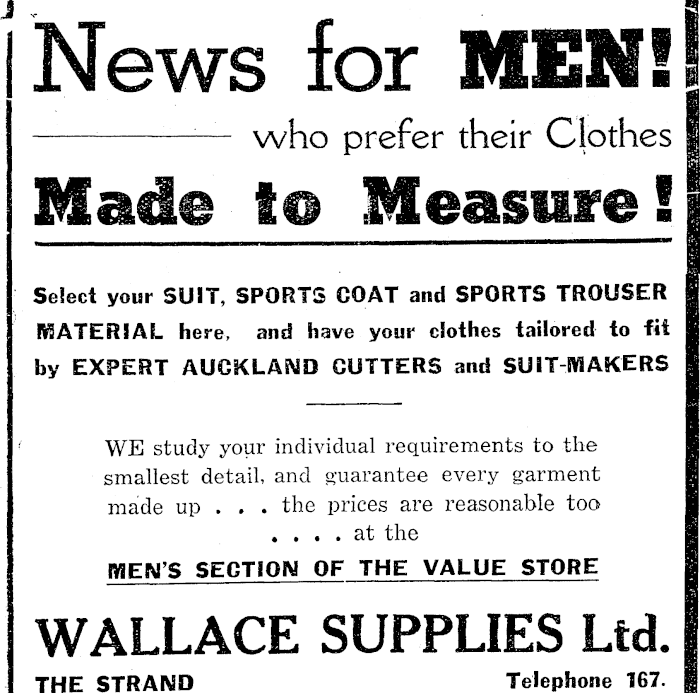 News for MEN!
who prefer their Clothes
Made to Measure!
Select your SUIT, SPORTS COAT and SPORTS TROUSER
MATERIAL here, and have your clothes tailored to fit
by EXPERT AUCKLAND CUTTERS and SUIT-MAKERS
WE study your individual requirements to the
smallest detail, and guarantee every garment
made up . . . the prices are reasonable too
. . . . at the
MEN'S SECTION OF THE VALUE STORE
WALLACE SUPPLIES Ltd.
THE STRAND Telephone 167.